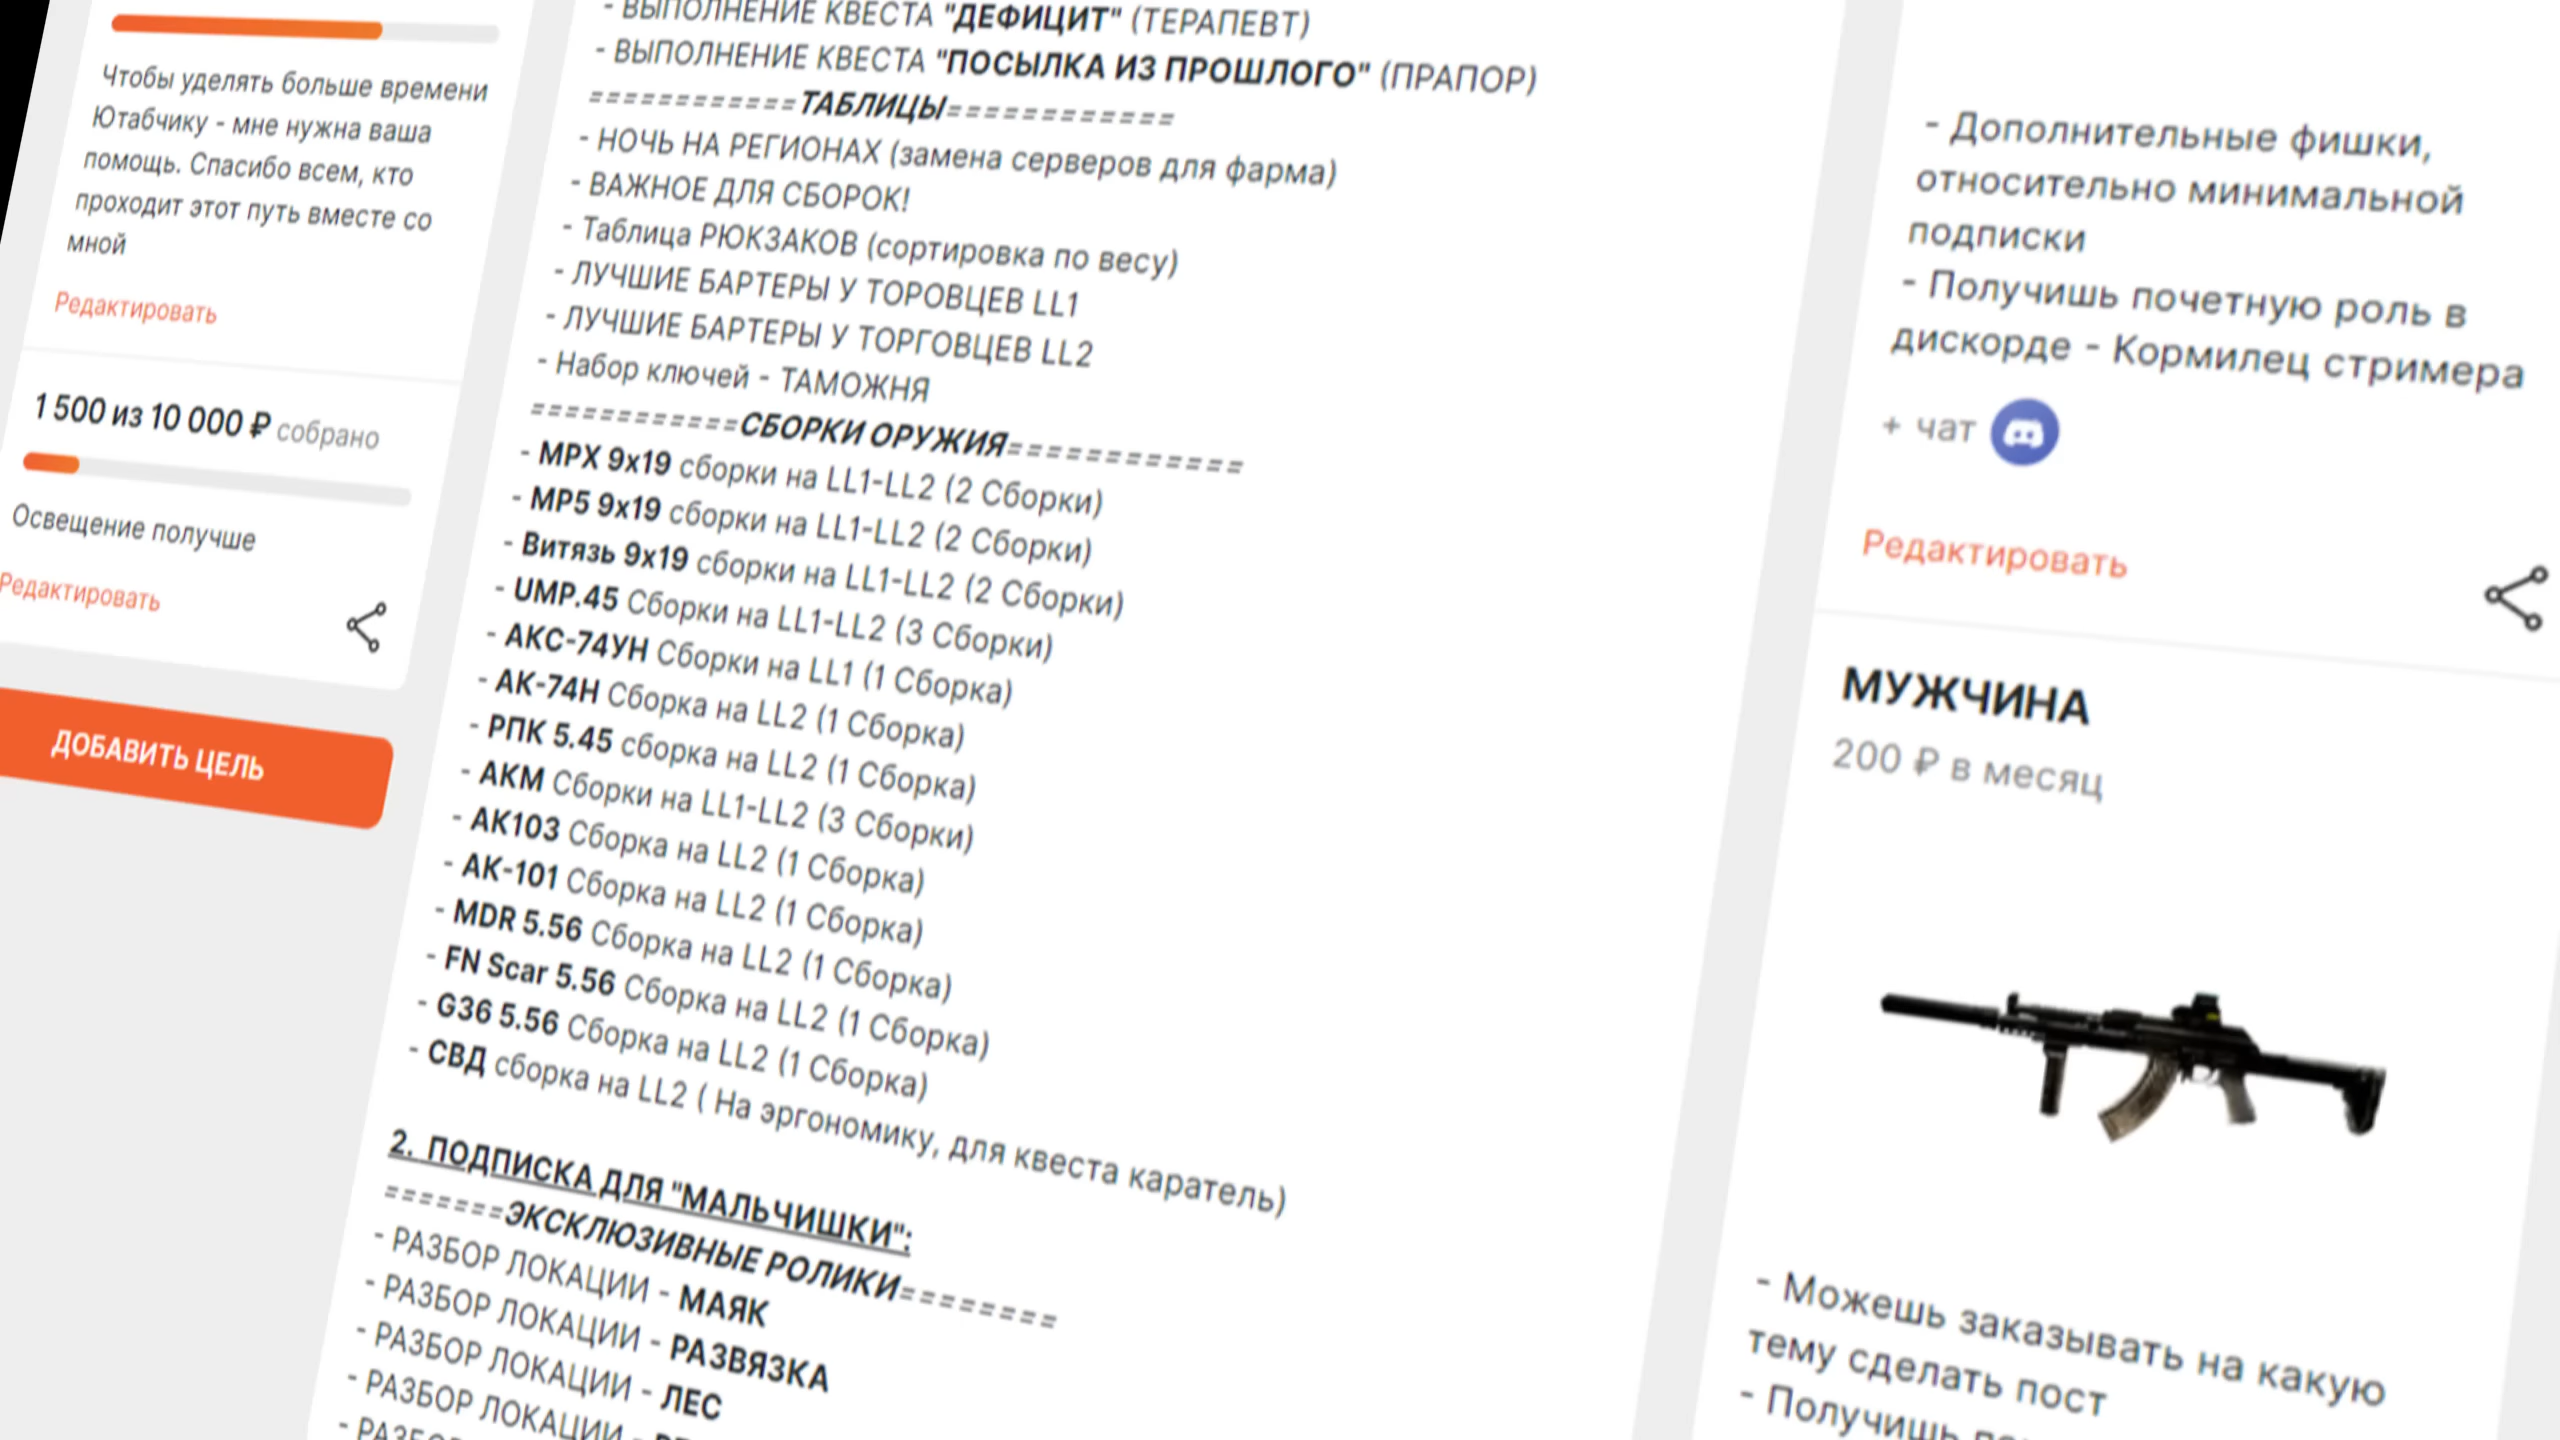 Чтобы уделять больше времени
Ютабчику - мне нужна ваша
помощь. Спасибо всем, кто
проходит этот путь вместе со
мной
Редактировать
1 500 из 10 000 ₽ собрано
Освещение получше
Редактировать
ДОБАВИТЬ ЦЕЛЬ
- ВЫПОЛНЕНИЕ КВЕСТА "ДЕФИЦИТ" (ТЕРАПЕВТ)
- ВЫПОЛНЕНИЕ КВЕСТА "ПОСЫЛКА ИЗ ПРОШЛОГО" (ПРАПОР)
============ТАБЛИЦЫ=============
- НОЧЬ НА РЕГИОНАХ (замена серверов для фарма)
- ВАЖНОЕ ДЛЯ СБОРОК!
- Таблица РЮКЗАКОВ (сортировка по весу)
- ЛУЧШИЕ БАРТЕРЫ У ТОРОВЦЕВ LL1
- ЛУЧШИЕ БАРТЕРЫ У ТОРГОВЦЕВ LL2
- Набор ключей - ТАМОЖНЯ
============СБОРКИ ОРУЖИЯ=============
- MPX 9x19 сборки на LL1-LL2 (2 Сборки)
- MP5 9x19 сборки на LL1-LL2 (2 Сборки)
- Витязь 9x19 сборки на LL1-LL2 (2 Сборки)
- UMP.45 Сборки на LL1-LL2 (3 Сборки)
- АКС-74УН Сборки на LL1 (1 Сборка)
- АК-74Н Сборка на LL2 (1 Сборка)
- РПК 5.45 сборка на LL2 (1 Сборка)
- АКМ Сборки на LL1-LL2 (3 Сборки)
- АК103 Сборка на LL2 (1 Сборка)
- АК-101 Сборка на LL2 (1 Сборка)
- MDR 5.56 Сборка на LL2 (1 Сборка)
- FN Scar 5.56 Сборка на LL2 (1 Сборка)
- G36 5.56 Сборка на LL2 (1 Сборка)
- СВД сборка на LL2 ( На эргономику, для квеста каратель)
2. ПОДПИСКА ДЛЯ "МАЛЬЧИШКИ":
=======ЭКСКЛЮЗИВНЫЕ РОЛИКИ========
- РАЗБОР ЛОКАЦИИ - МАЯК
- РАЗБОР ЛОКАЦИИ - РАЗВЯЗКА
- РАЗБОР ЛОКАЦИИ - ЛЕС
- РАЗБОР ЛОКАЦИИ -
- Дополнительные фишки,
относительно минимальной
подписки
- Получишь почетную роль в
дискорде - Кормилец стримера
+ чат
Редактировать
МУЖЧИНА
200 ₽ в месяц
- Можешь заказывать на какую
тему сделать пост
- Получишь